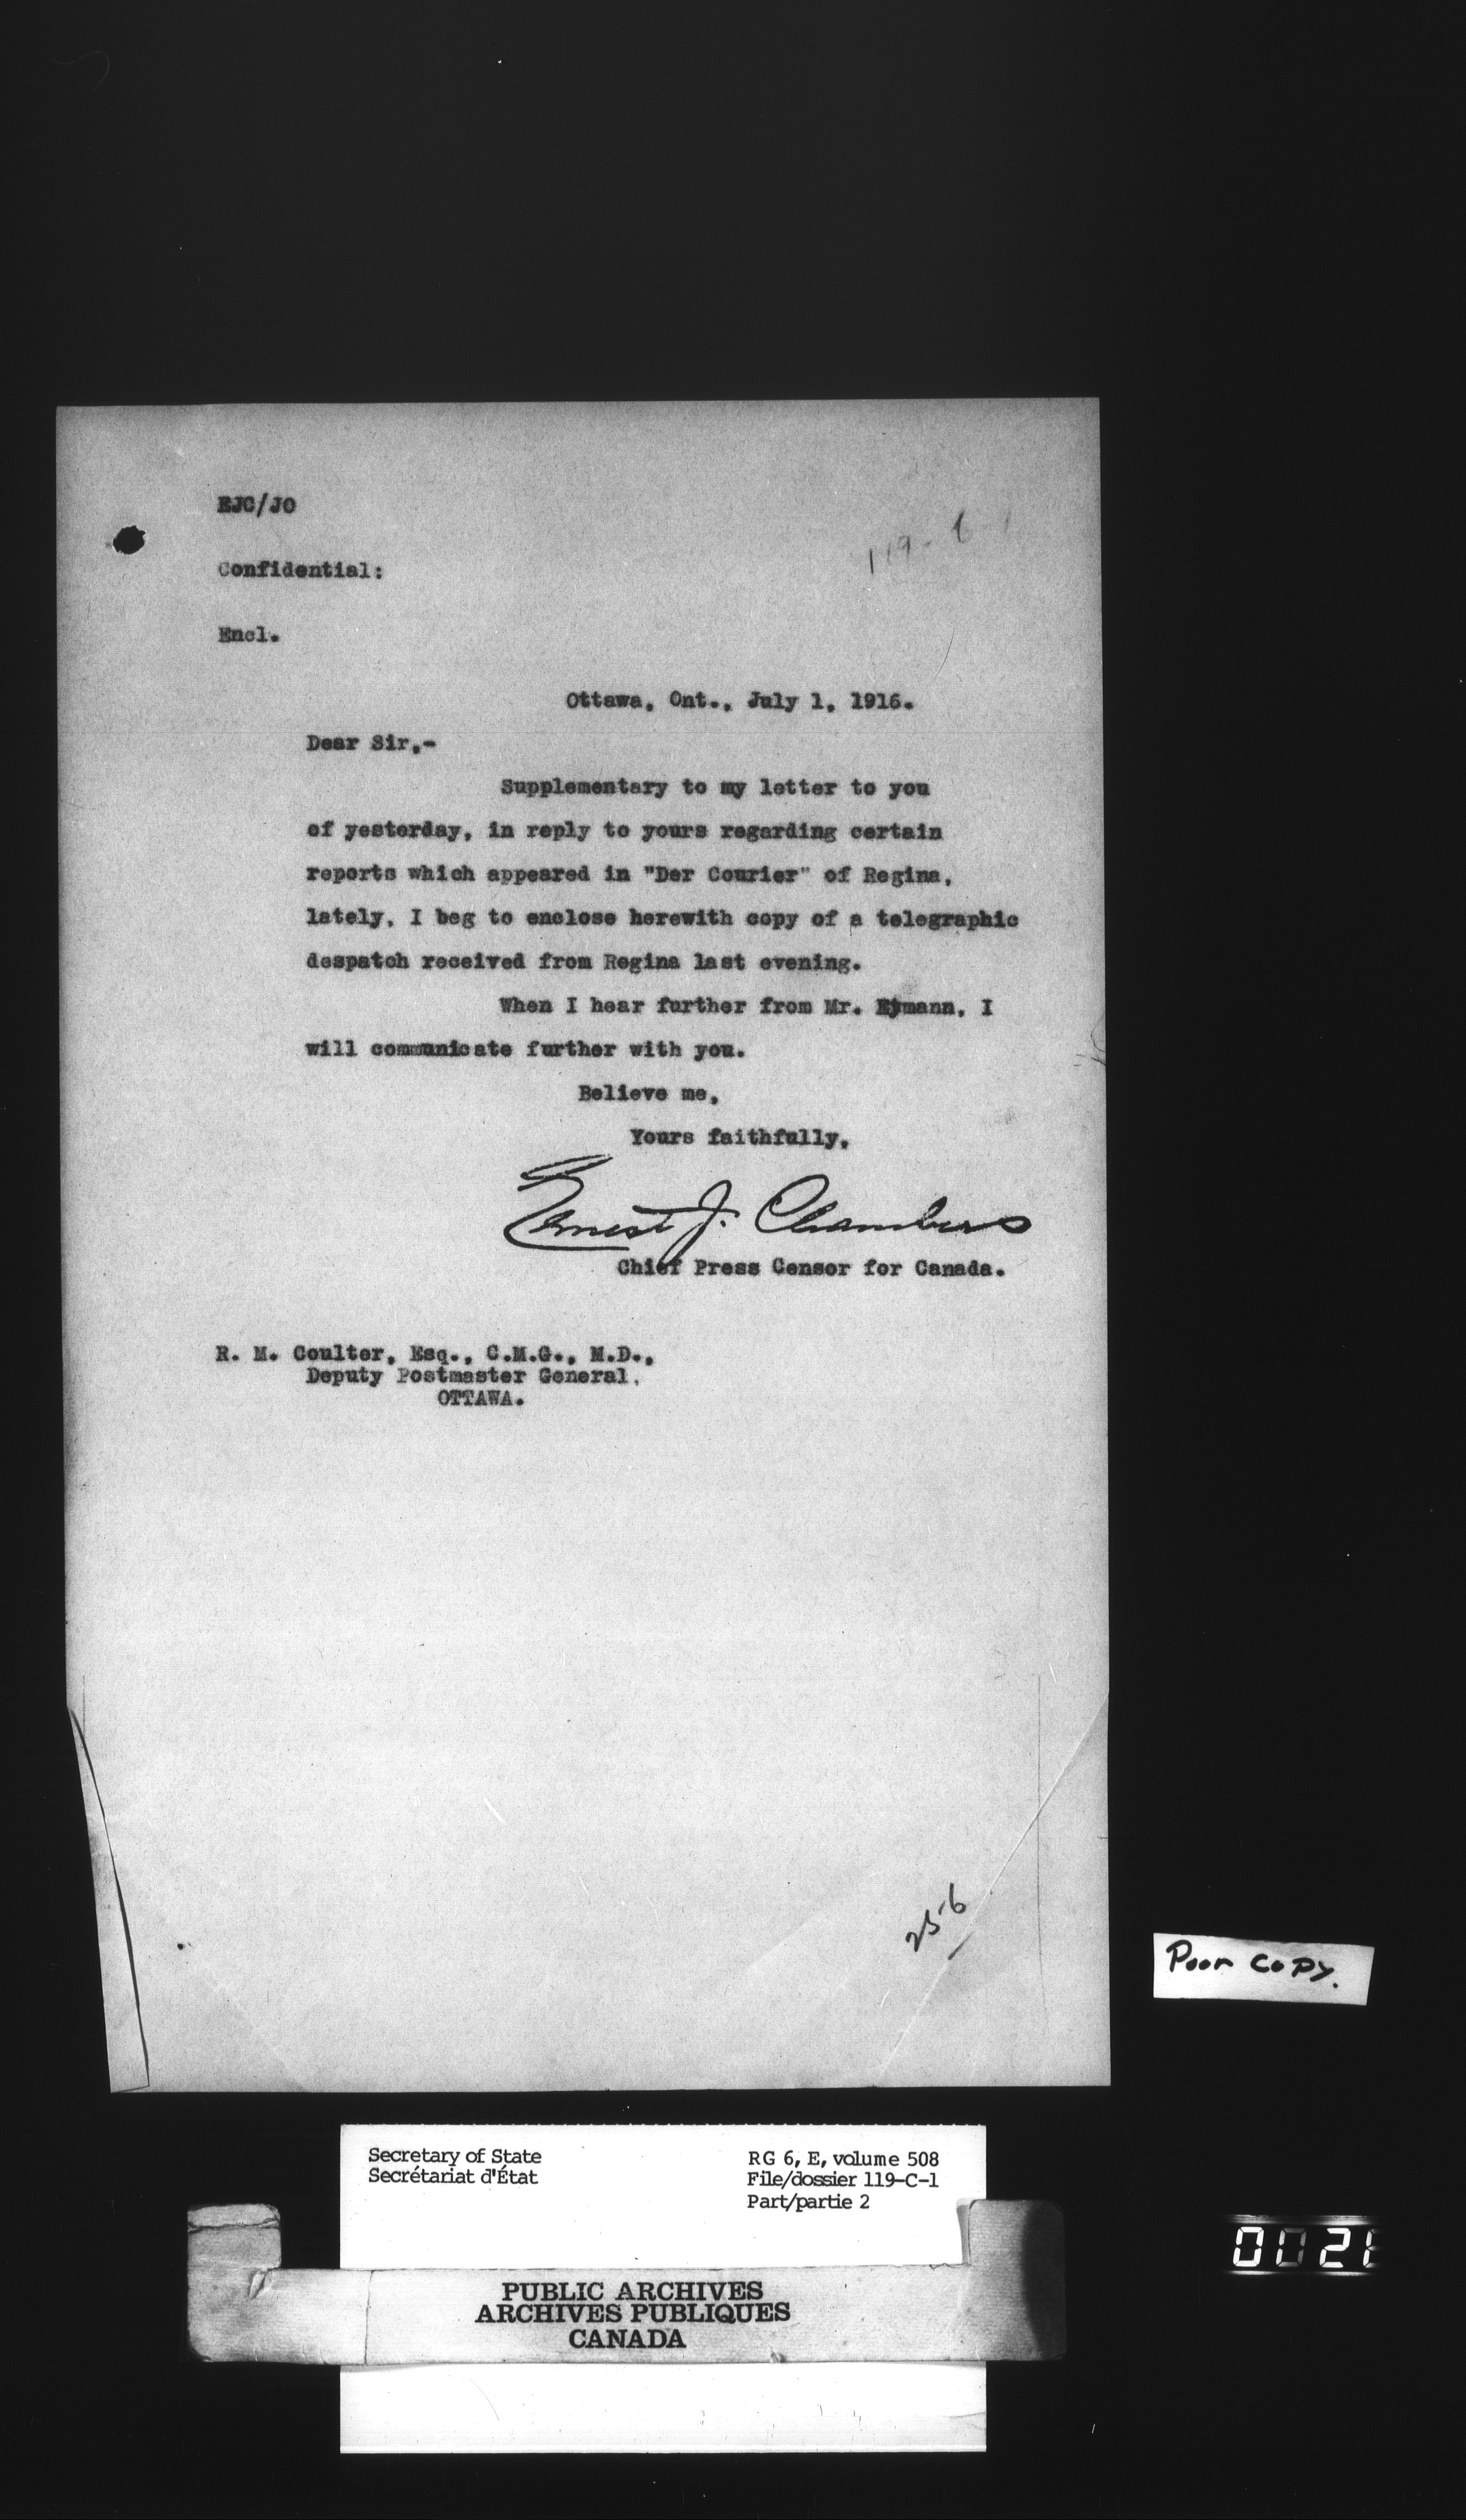 EJC/JO
119-6
Confidential:
Encl.
Ottawa, Ont., July 1, 1916.
Dear Sir,-
Supplementary to my letter to you
of yesterday, in reply to yours regarding certain
reports which appeared in "Der Courier" of Regina,
lately, I beg to enclose herewith copy of a telegraphic
despatch received from Regina last evening.
When I hear further from Mr. Eymann, I
will communicate further with you.
Believe me,
Yours faithfully,
Ernest J. Chambers
Chief Press Censor for Canada.
R. M. Coulter, Esq., C.M.G., M.D.,
Deputy Postmaster General,
OTTAWA.
256
Poor Copy.
Secretary of State
Secrétariat d'État
RG 6, E, volume 508
File/dossier 119-C-1
Part/partie 2
PUBLIC ARCHIVES
ARCHIVES PUBLIQUES
CANADA
0021